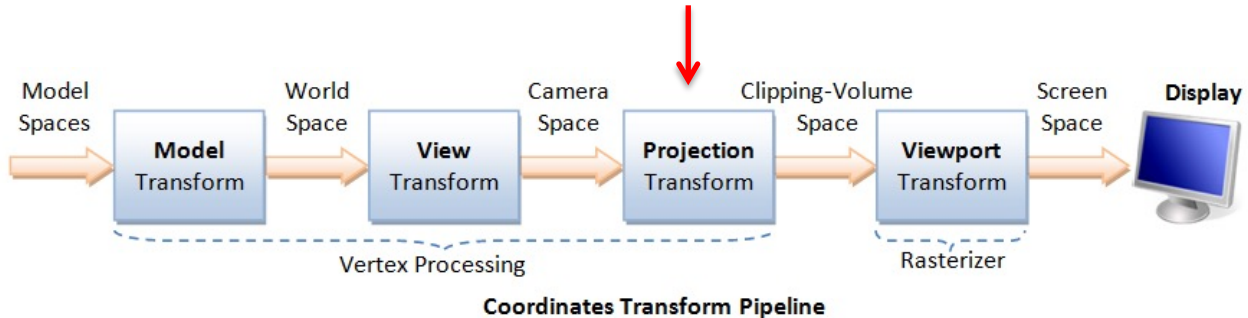 Model
Spaces
Model
Transform
World
Space
View
Transform
Camera
Space
Projection
Transform
Clipping-Volume
Space
Viewport
Transform
Screen
Space
Display
Vertex Processing
Rasterizer
Coordinates Transform Pipeline